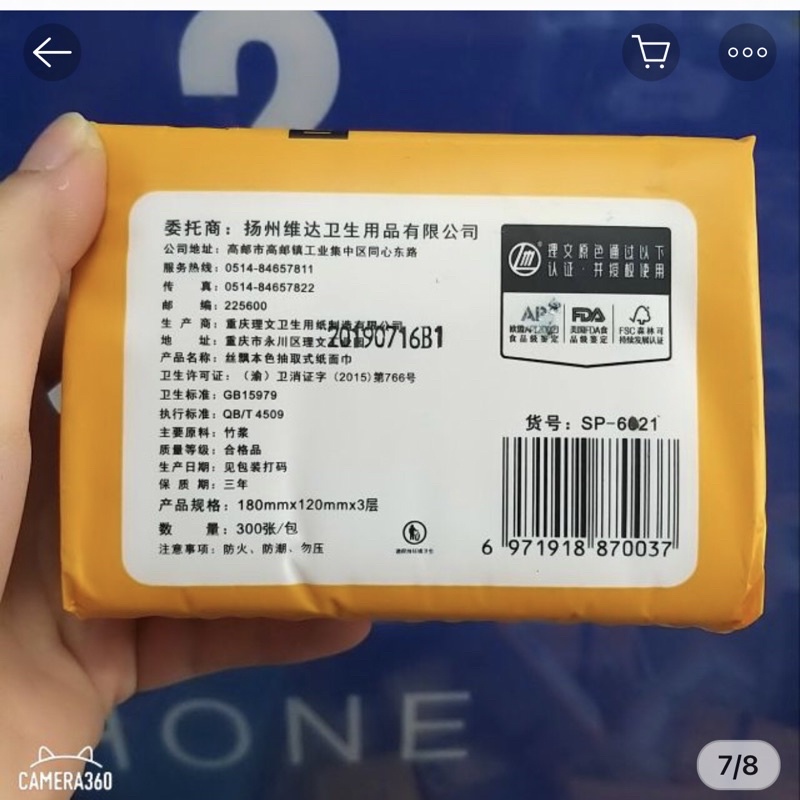 2
委托商：扬州维达卫生用品有限公司
公司地址：高邮市高邮镇工业集中区同心东路
服务热线：0514-84657811
传　　真：0514-84657822
邮　　编：225600
生 产 商：重庆理文卫生用纸制造有限公司
地　　址：重庆市永川区理文
20190716B1
产品名称：丝飘本色抽取式纸面巾
卫生许可证：（渝）卫消证字（2015)第766号
卫生标准：GB15979
执行标准：QB/T 4509
主要原料：竹浆
质量等级：合格品
生产日期：见包装打码
保 质 期：三年
产品规格：180mmx120mmx3层
数　　量：300张/包
注意事项：防火、防潮、勿压
理文原色通过以下
认证·并授权使用
AP
FDA
食品级鉴定
美国FDA食
品级鉴定
FSC森林可
持续发展认证
货号：SP-6021
6 971918 870037
ONE
CAMERA360
7/8